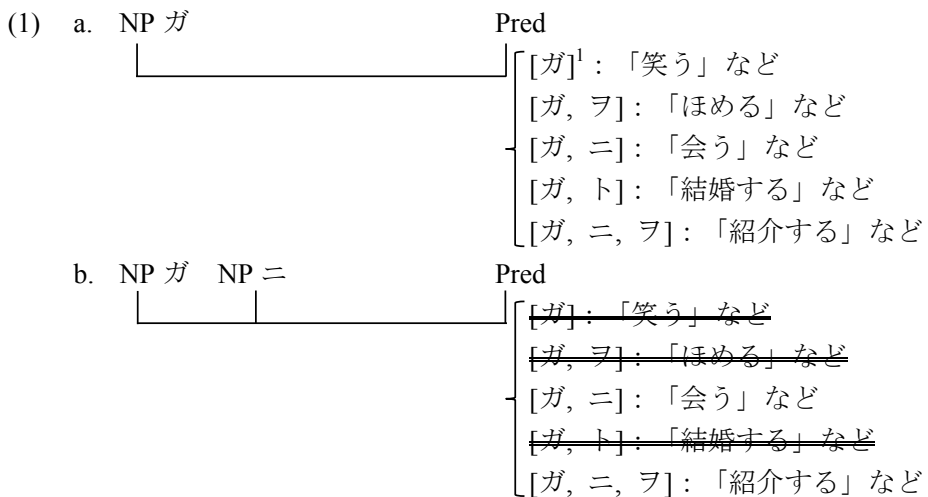 (1) a. NP ガ Pred
[ガ]1 : 「笑う」など
[ガ, ヲ] : 「ほめる」など
[ガ, ニ] : 「会う」など
[ガ, ト] : 「結婚する」など
[ガ, ニ, ヲ] : 「紹介する」など
b. NP ガ NP ニ Pred
[ガ] : 「笑う」など
[ガ, ヲ] : 「ほめる」など
[ガ, ニ] : 「会う」など
[ガ, ト] : 「結婚する」など
[ガ, ニ, ヲ] : 「紹介する」など